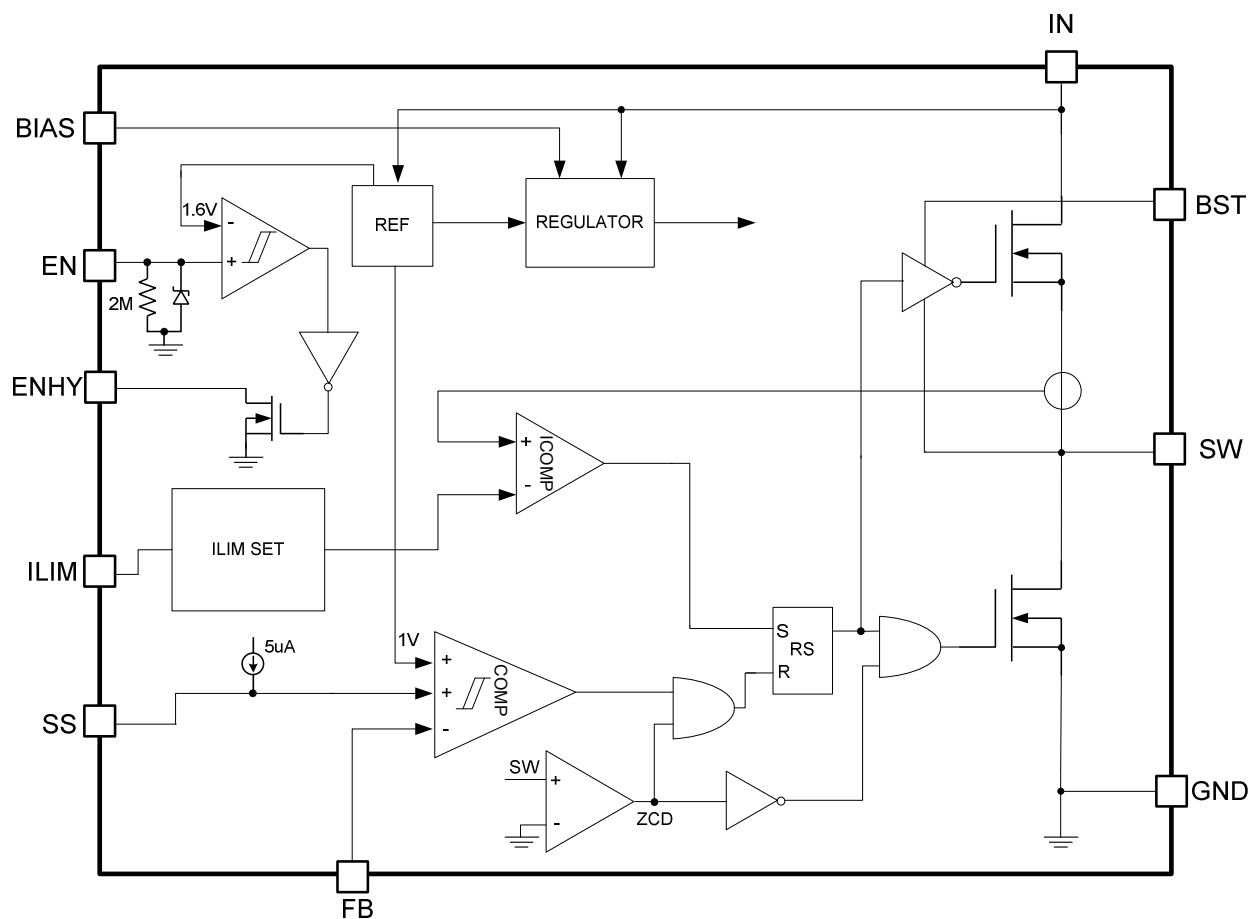 IN
BIAS
BST
1.6V
-
REF
REGULATOR
EN
+
2M
ENHY
+
ICOMP
-
SW
ILIM SET
ILIM
5uA
1V
+
COMP
+
-
S
RS
R
SS
SW
+
-
ZCD
GND
FB